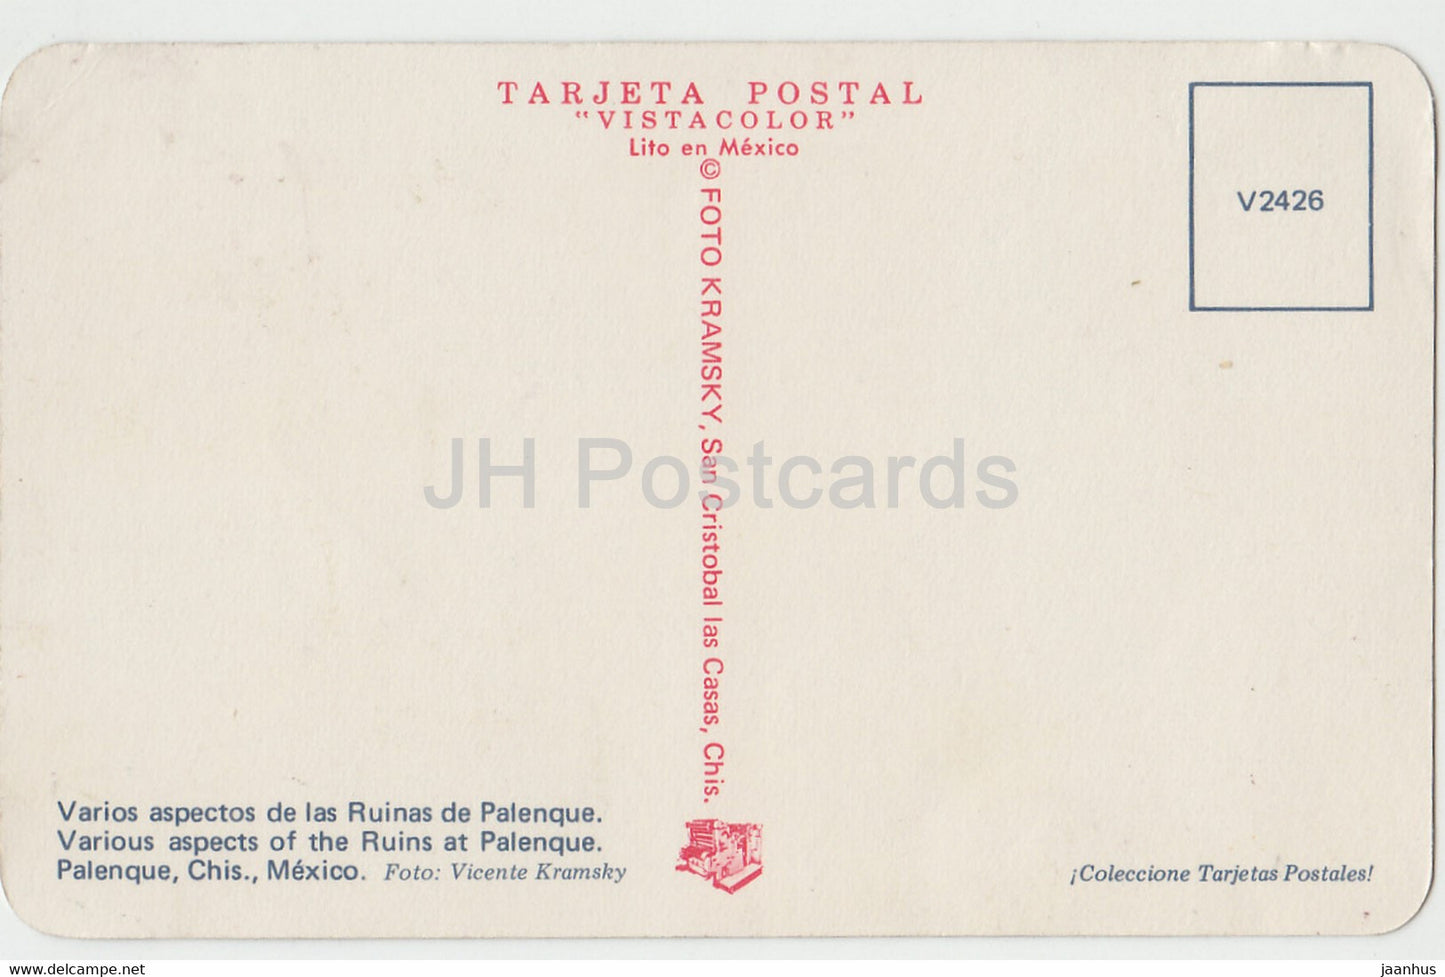 TARJETA POSTAL
"VISTACOLOR"
Lito en México
© FOTO KRAMSKY, San Cristobal las Casas, Chis.
V2426
JH Postcards
Varios aspectos de las Ruinas de Palenque.
Various aspects of the Ruins at Palenque.
Palenque, Chis., México. Foto: Vicente Kramsky
¡Coleccione Tarjetas Postales!
www.delcampe.net
jaanhus